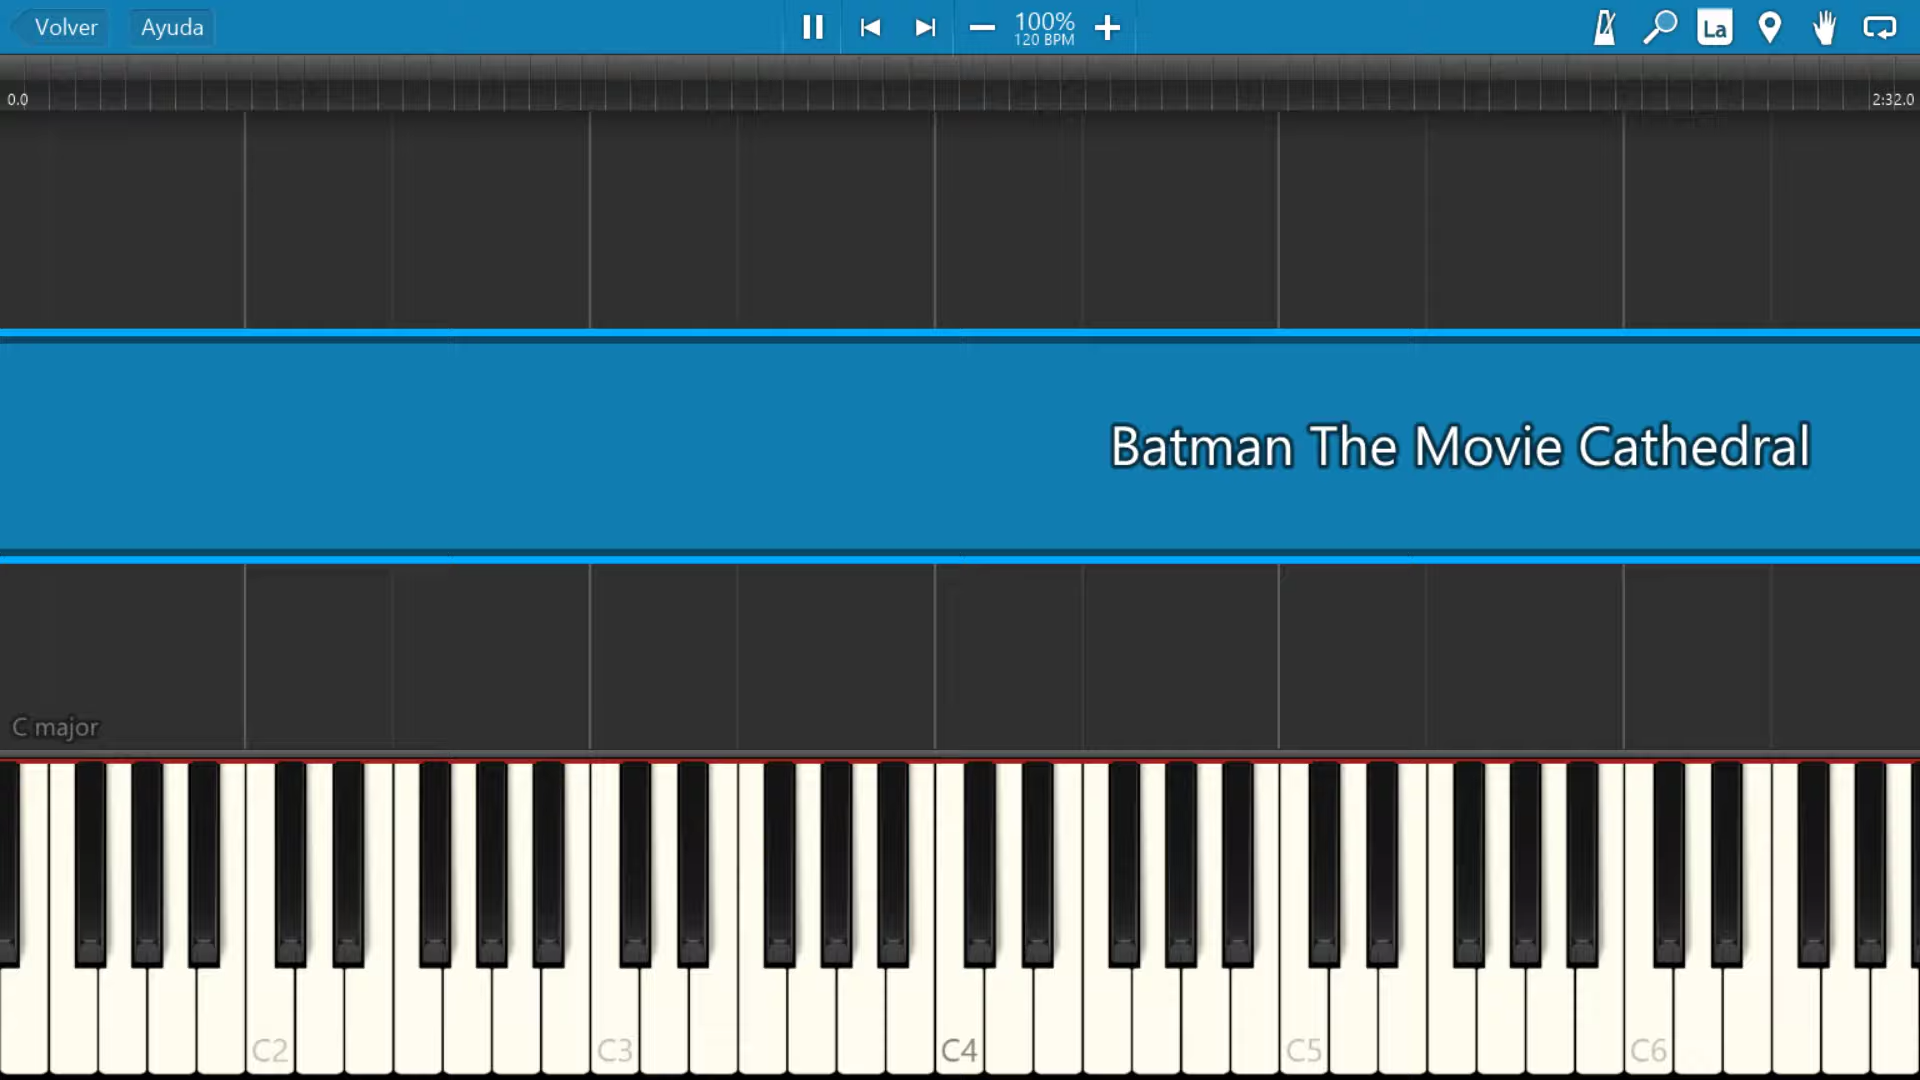 Volver
Ayuda
100%
120 BPM
La
0.0
2:32.0
Batman The Movie Cathedral
C major
C2
C3
C4
C5
C6